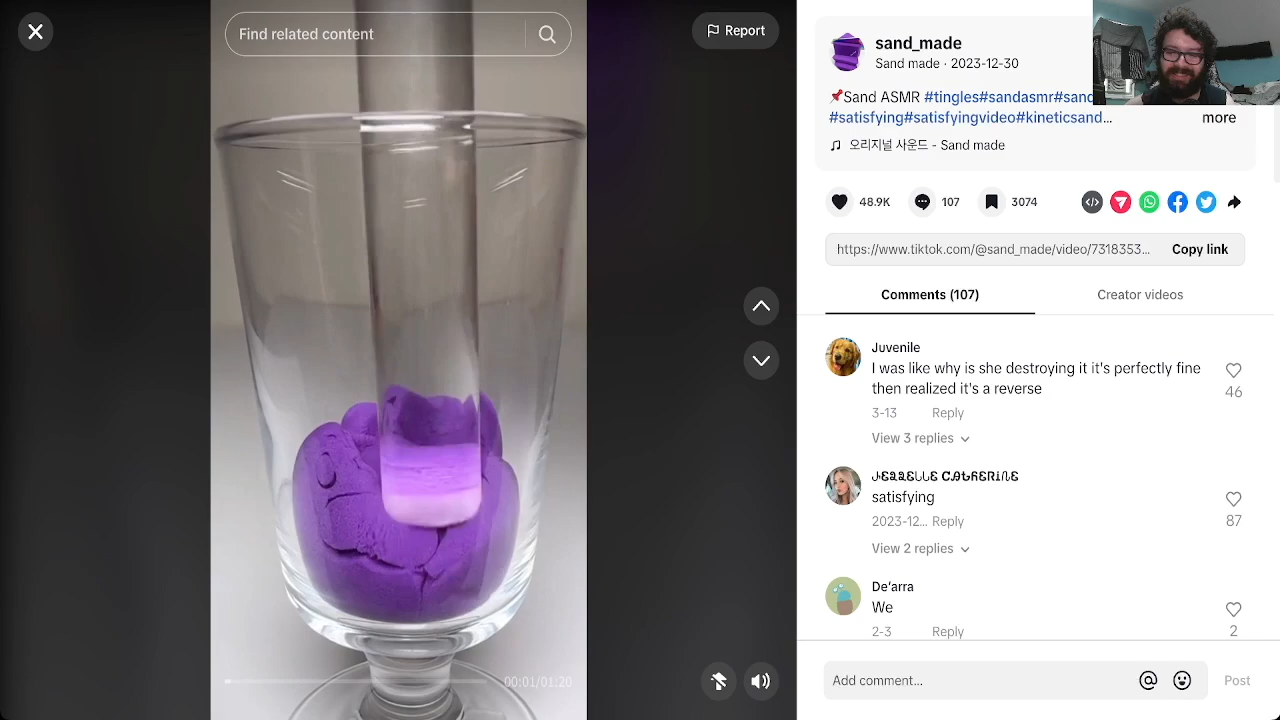 Find related content
Report
00:01/01:20
sand_made
Sand made · 2023-12-30
📌Sand ASMR #tingles#sandasmr#sand
#satisfying#satisfyingvideo#kineticsand...
more
오리지널 사운드 - Sand made
48.9K
107
3074
https://www.tiktok.com/@sand_made/video/7318353...
Copy link
Comments (107)
Creator videos
Juvenile
I was like why is she destroying it it's perfectly fine
then realized it's a reverse
46
3-13 Reply
View 3 replies
satisfying
87
2023-12... Reply
View 2 replies
De'arra
We
2
2-3 Reply
Add comment...
Post